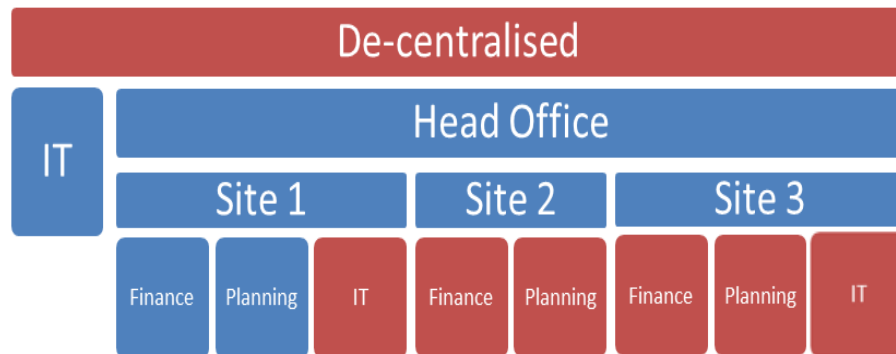 De-centralised
IT
Head Office
Site 1
Site 2
Site 3
Finance
Planning
IT
Finance
Planning
Finance
Planning
IT